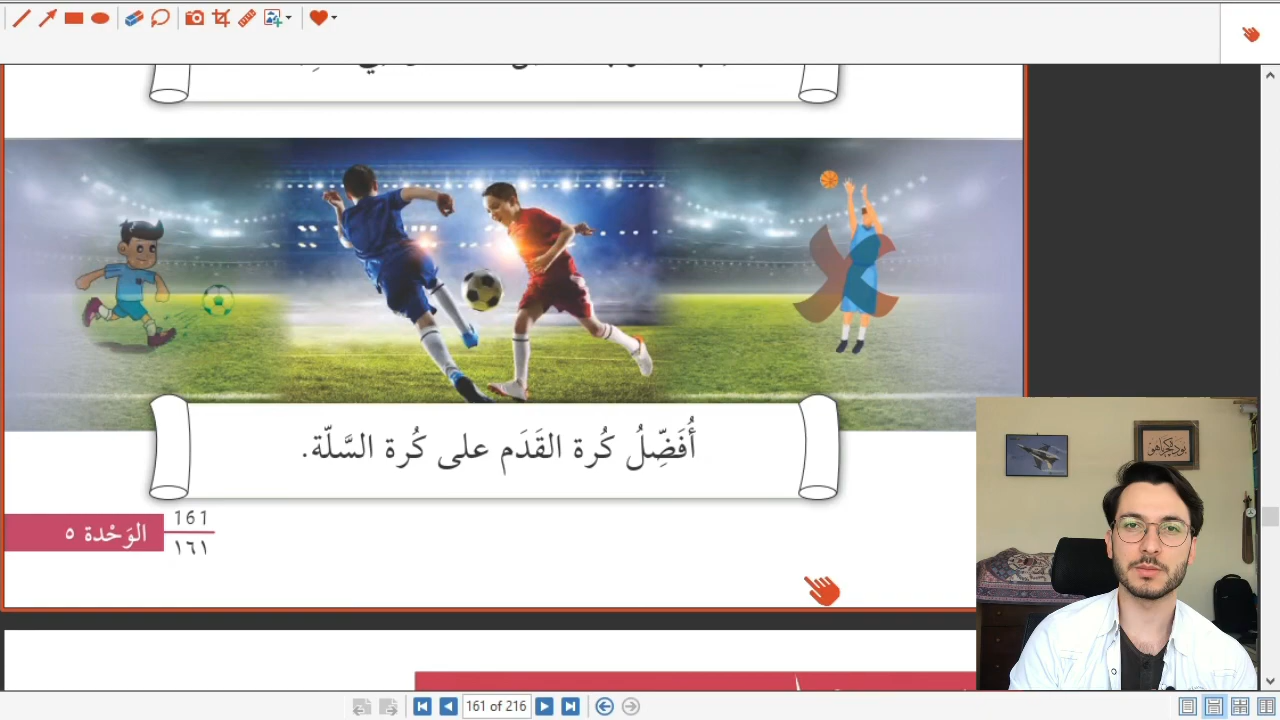 أُفَضِّلُ كُرة القَدَم على كُرة السَّلّة.
161
١٦١
الوَحْدة ٥
161 of 216